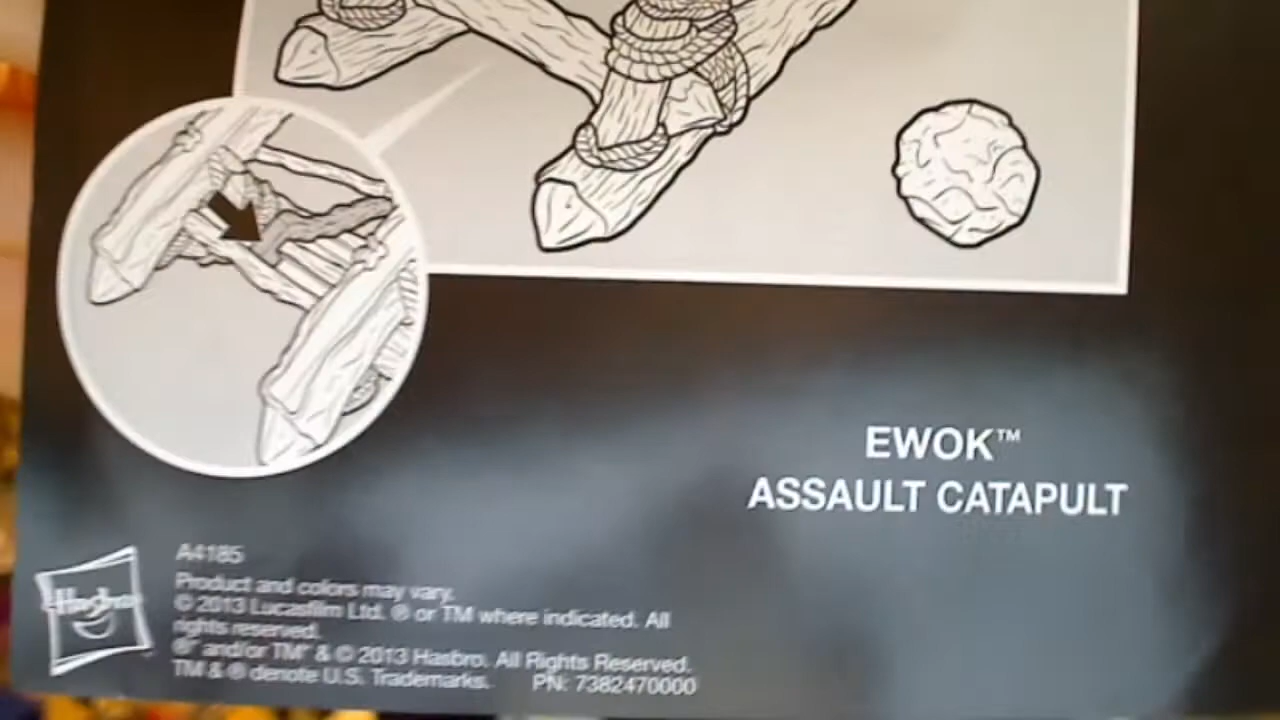 EWOK™
ASSAULT CATAPULT
A4185
Product and colors may vary.
© 2013 Lucasfilm Ltd. ® or TM where indicated. All
rights reserved.
®* and/or TM* & © 2013 Hasbro. All Rights Reserved.
TM & ® denote U.S. Trademarks. PN: 7382470000
Hasbro